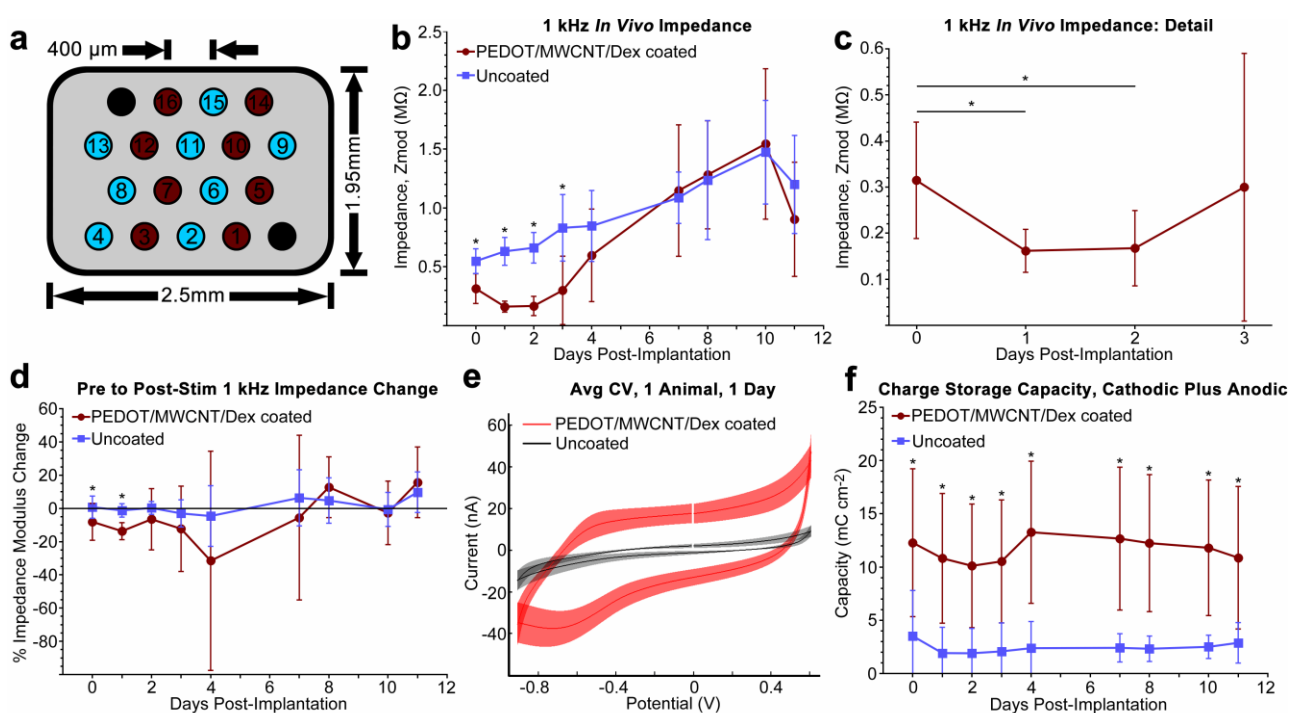 a
400 µm
16
15
14
13
12
11
10
9
8
7
6
5
4
3
2
1
1.95mm
2.5mm
b
1 kHz In Vivo Impedance
PEDOT/MWCNT/Dex coated
Uncoated
Impedance, Zmod (MΩ)
2.5
2.0
1.5
1.0
0.5
* * * *
0 2 4 6 8 10 12
Days Post-Implantation
c
1 kHz In Vivo Impedance: Detail
Impedance, Zmod (MΩ)
0.6
0.5
0.4
0.3
0.2
0.1
*
*
0 1 2 3
Days Post-Implantation
d
Pre to Post-Stim 1 kHz Impedance Change
PEDOT/MWCNT/Dex coated
Uncoated
% Impedance Modulus Change
60
40
20
0
-20
-40
-60
-80
* *
0 2 4 6 8 10 12
Days Post-Implantation
e
Avg CV, 1 Animal, 1 Day
PEDOT/MWCNT/Dex coated
Uncoated
Current (nA)
60
40
20
0
-20
-40
-0.8 -0.4 0 0.4
Potential (V)
f
Charge Storage Capacity, Cathodic Plus Anodic
PEDOT/MWCNT/Dex coated
Uncoated
Capacity (mC cm-2)
25
20
15
10
5
0
* * * * * * * * *
0 2 4 6 8 10 12
Days Post-Implantation